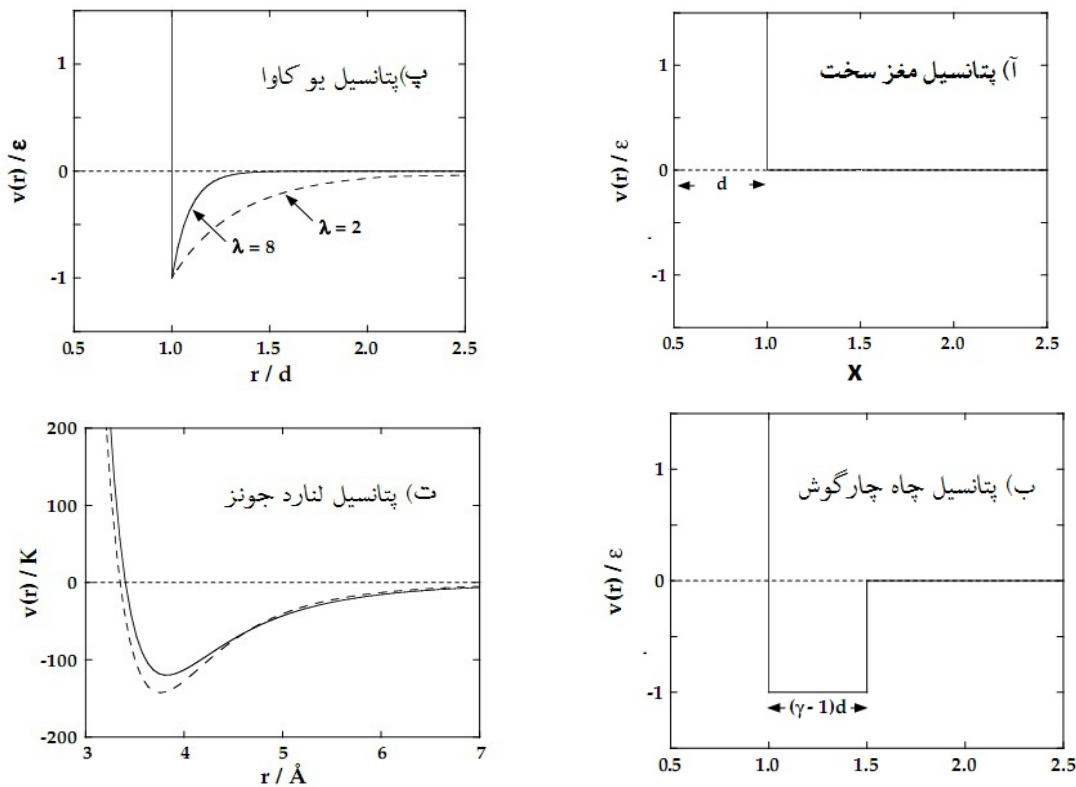 پ)پتانسیل یو کاوا
1
0
-1
v(r) / ε
λ = 8
λ = 2
0.5 1.0 1.5 2.0 2.5
r / d
آ) پتانسیل مغز سخت
1
0
-1
v(r) / ε
d
0.5 1.0 1.5 2.0 2.5
X
ت) پتانسیل لنارد جونز
200
100
0
-100
-200
v(r) / K
3 4 5 6 7
r / Å
ب) پتانسیل چاه چارگوش
1
0
-1
v(r) / ε
(γ - 1)d
0.5 1.0 1.5 2.0 2.5